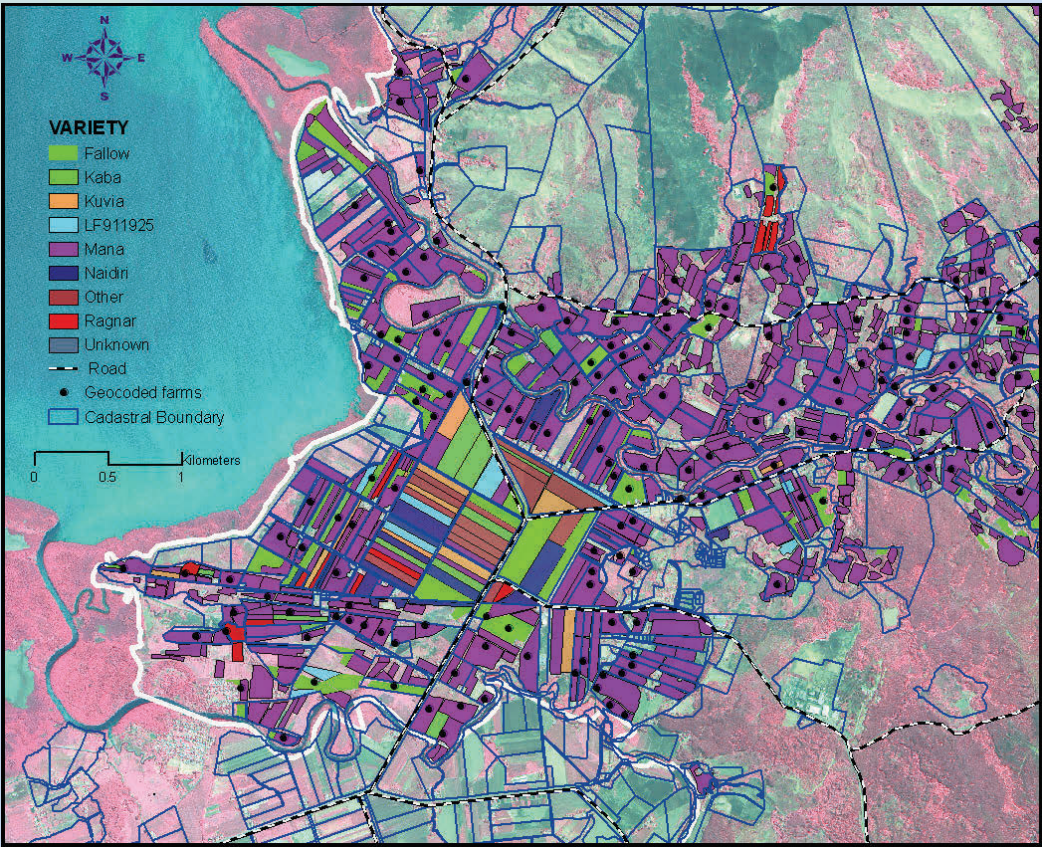 N
W E
S
VARIETY
Fallow
Kaba
Kuvia
LF911925
Mana
Naidiri
Other
Ragnar
Unknown
Road
Geocoded farms
Cadastral Boundary
Kilometers
0 0.5 1